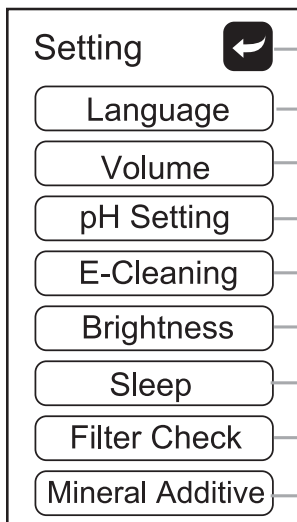 Setting
Language
Volume
pH Setting
E-Cleaning
Brightness
Sleep
Filter Check
Mineral Additive